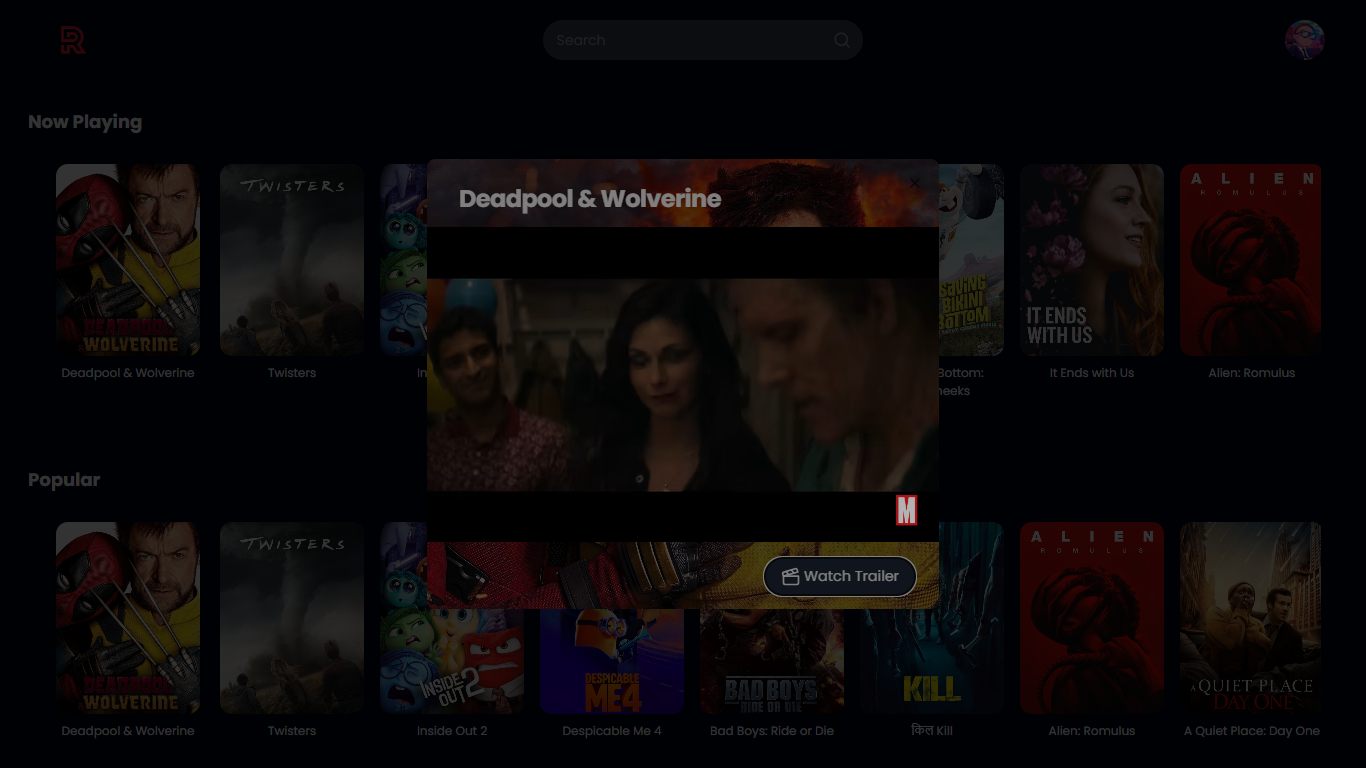 R
Search
Now Playing
Deadpool & Wolverine
TWISTERS
DEADPOOL
WOLVERINE
SAVING
BIKINI
BOTTOM
IT ENDS
WITH US
ALIEN
ROMULUS
Deadpool & Wolverine
Twisters
In
Bottom:
heeks
It Ends with Us
Alien: Romulus
M
Watch Trailer
Popular
TWISTERS
DEADPOOL
WOLVERINE
INSIDE
OUT 2
DESPICABLE
ME4
BAD BOYS
RIDE OR DIE
KILL
ALIEN
ROMULUS
A QUIET PLACE
DAY ONE
Deadpool & Wolverine
Twisters
Inside Out 2
Despicable Me 4
Bad Boys: Ride or Die
किल Kill
Alien: Romulus
A Quiet Place: Day One